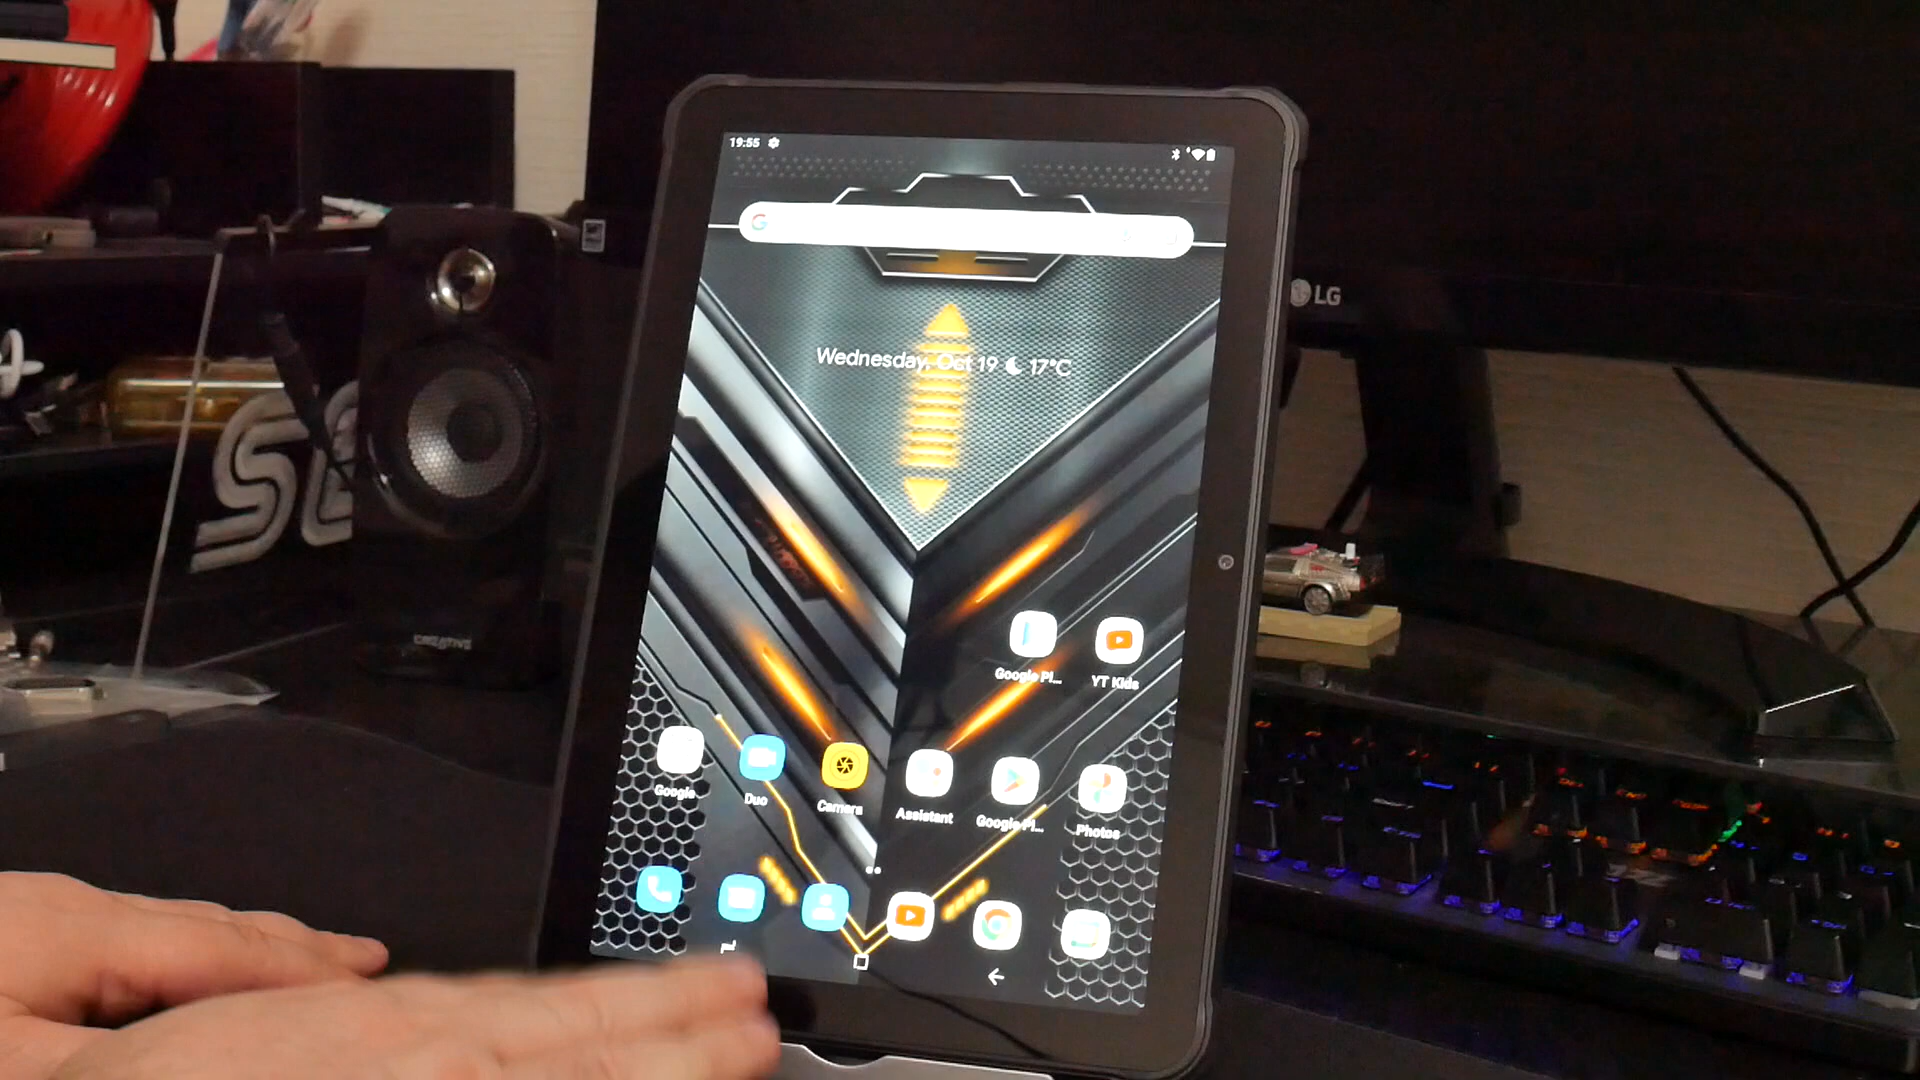 19:55
G
Wednesday, Oct 19 17°C
LG
CREATIVE
Google Pl...
YT Kids
Google
Duo
Camera
Assistant
Google Pl...
Photos